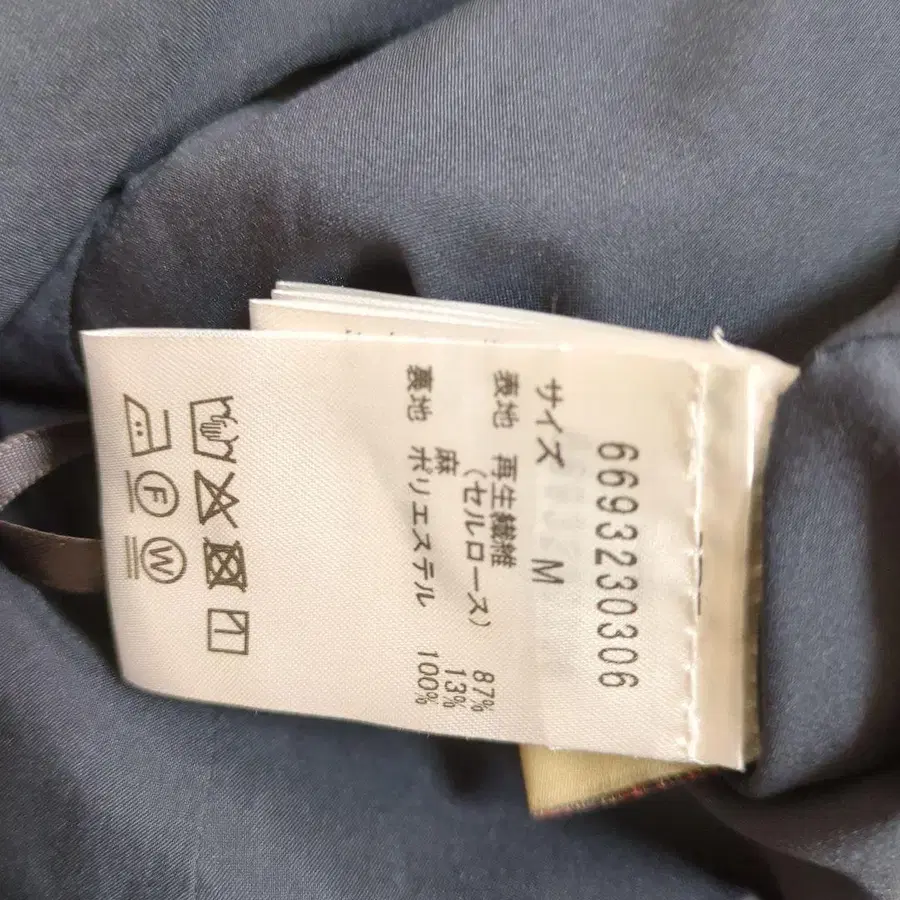 6693230306
サイズ M
表地 再生繊維
(セルロース) 87%
麻 13%
裏地 ポリエステル 100%
F W